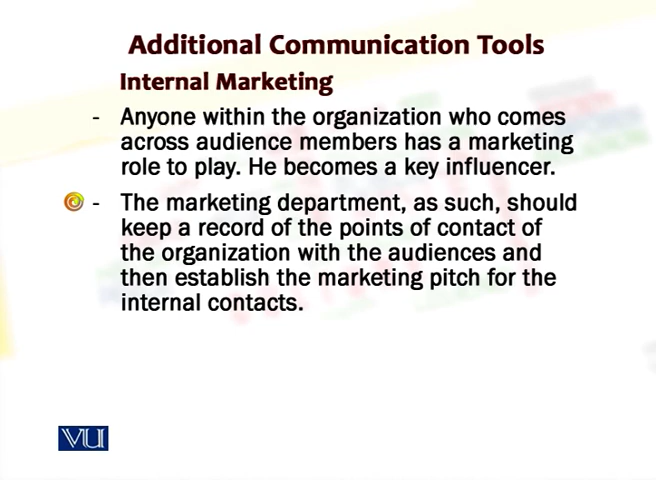 Additional Communication Tools
Internal Marketing
- Anyone within the organization who comes
across audience members has a marketing
role to play. He becomes a key influencer.
- The marketing department, as such, should
keep a record of the points of contact of
the organization with the audiences and
then establish the marketing pitch for the
internal contacts.
VU